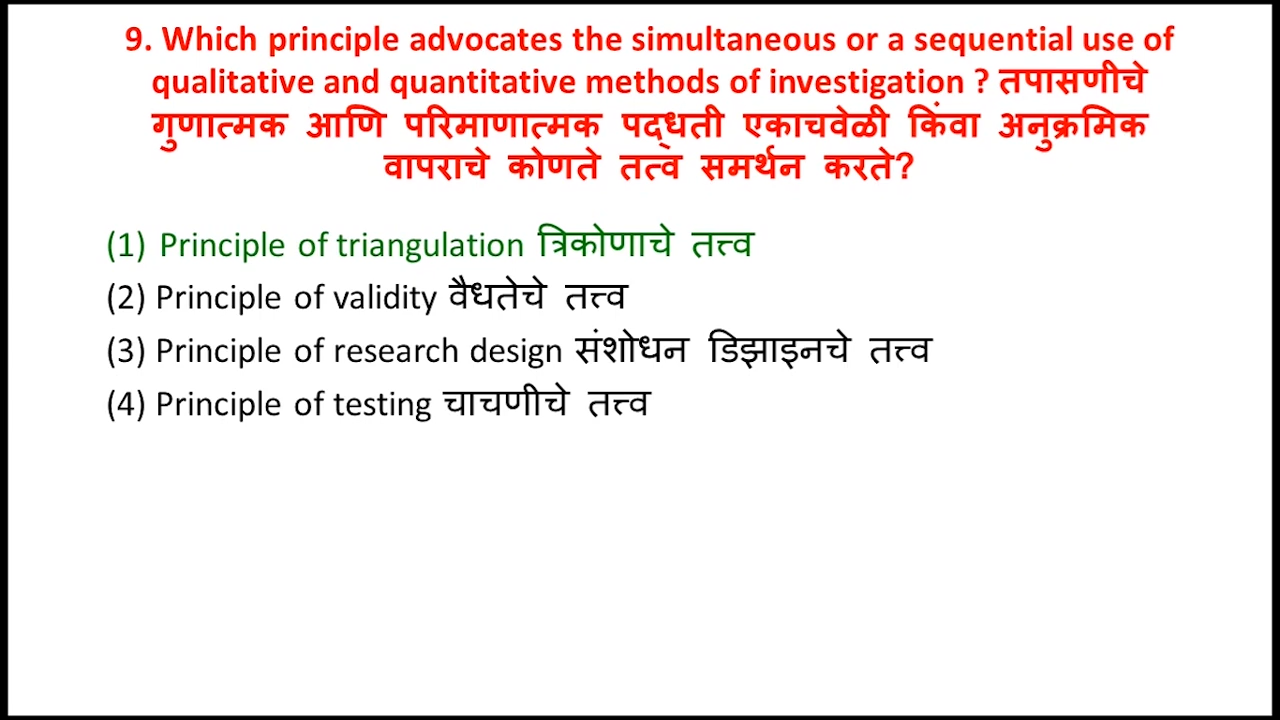 9. Which principle advocates the simultaneous or a sequential use of
qualitative and quantitative methods of investigation ? तपासणीचे
गुणात्मक आणि परिमाणात्मक पद्धती एकाचवेळी किंवा अनुक्रमिक
वापराचे कोणते तत्व समर्थन करते?
(1) Principle of triangulation त्रिकोणाचे तत्त्व
(2) Principle of validity वैधतेचे तत्त्व
(3) Principle of research design संशोधन डिझाइनचे तत्त्व
(4) Principle of testing चाचणीचे तत्त्व